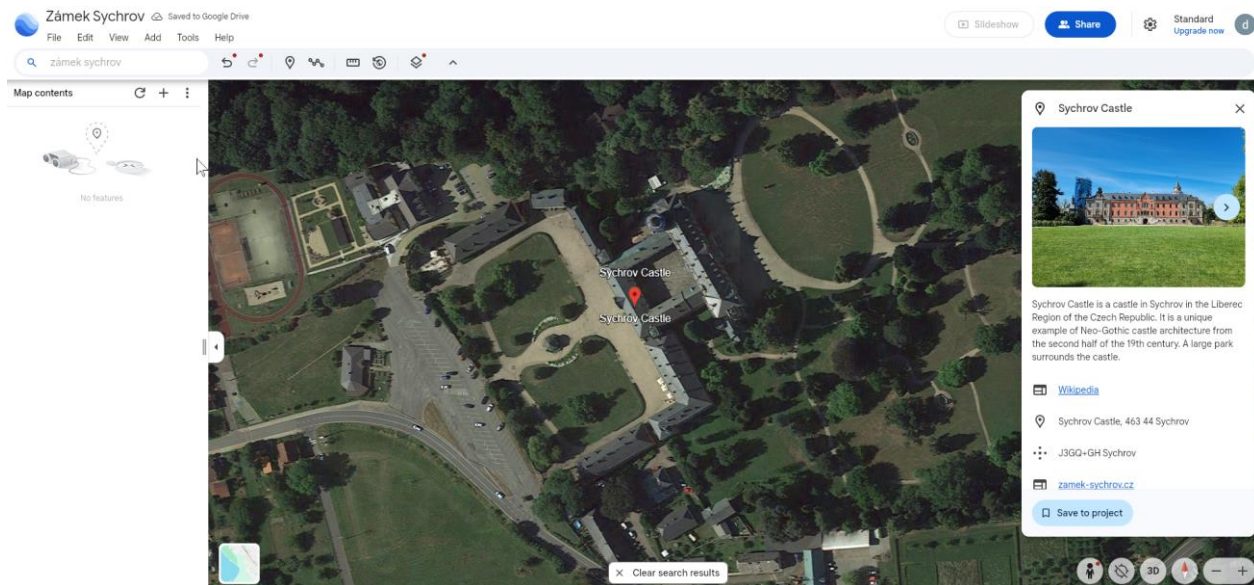 Zámek Sychrov
Saved to Google Drive
File Edit View Add Tools Help
Slideshow
Share
Standard
Upgrade now
d
zámek sychrov
Map contents
No features
Sychrov Castle
Sychrov Castle
Clear search results
Sychrov Castle
Sychrov Castle is a castle in Sychrov in the Liberec
Region of the Czech Republic. It is a unique
example of Neo-Gothic castle architecture from
the second half of the 19th century. A large park
surrounds the castle.
Wikipedia
Sychrov Castle, 463 44 Sychrov
J3GQ+GH Sychrov
zamek-sychrov.cz
Save to project
3D